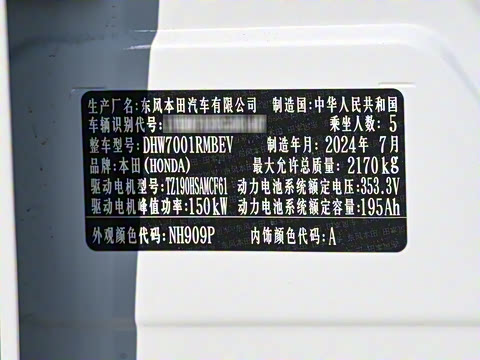 生产厂名:东风本田汽车有限公司 制造国:中华人民共和国
车辆识别代号: 乘坐人数: 5
整车型号:DHW7001RMBEV 制造年月: 2024年 7月
品牌:本田(HONDA) 最大允许总质量: 2170kg
驱动电机型号:TZ190HSAMCF61 动力电池系统额定电压:353.3V
驱动电机峰值功率:150kW 动力电池系统额定容量:195Ah
外观颜色代码:NH909P 内饰颜色代码:A